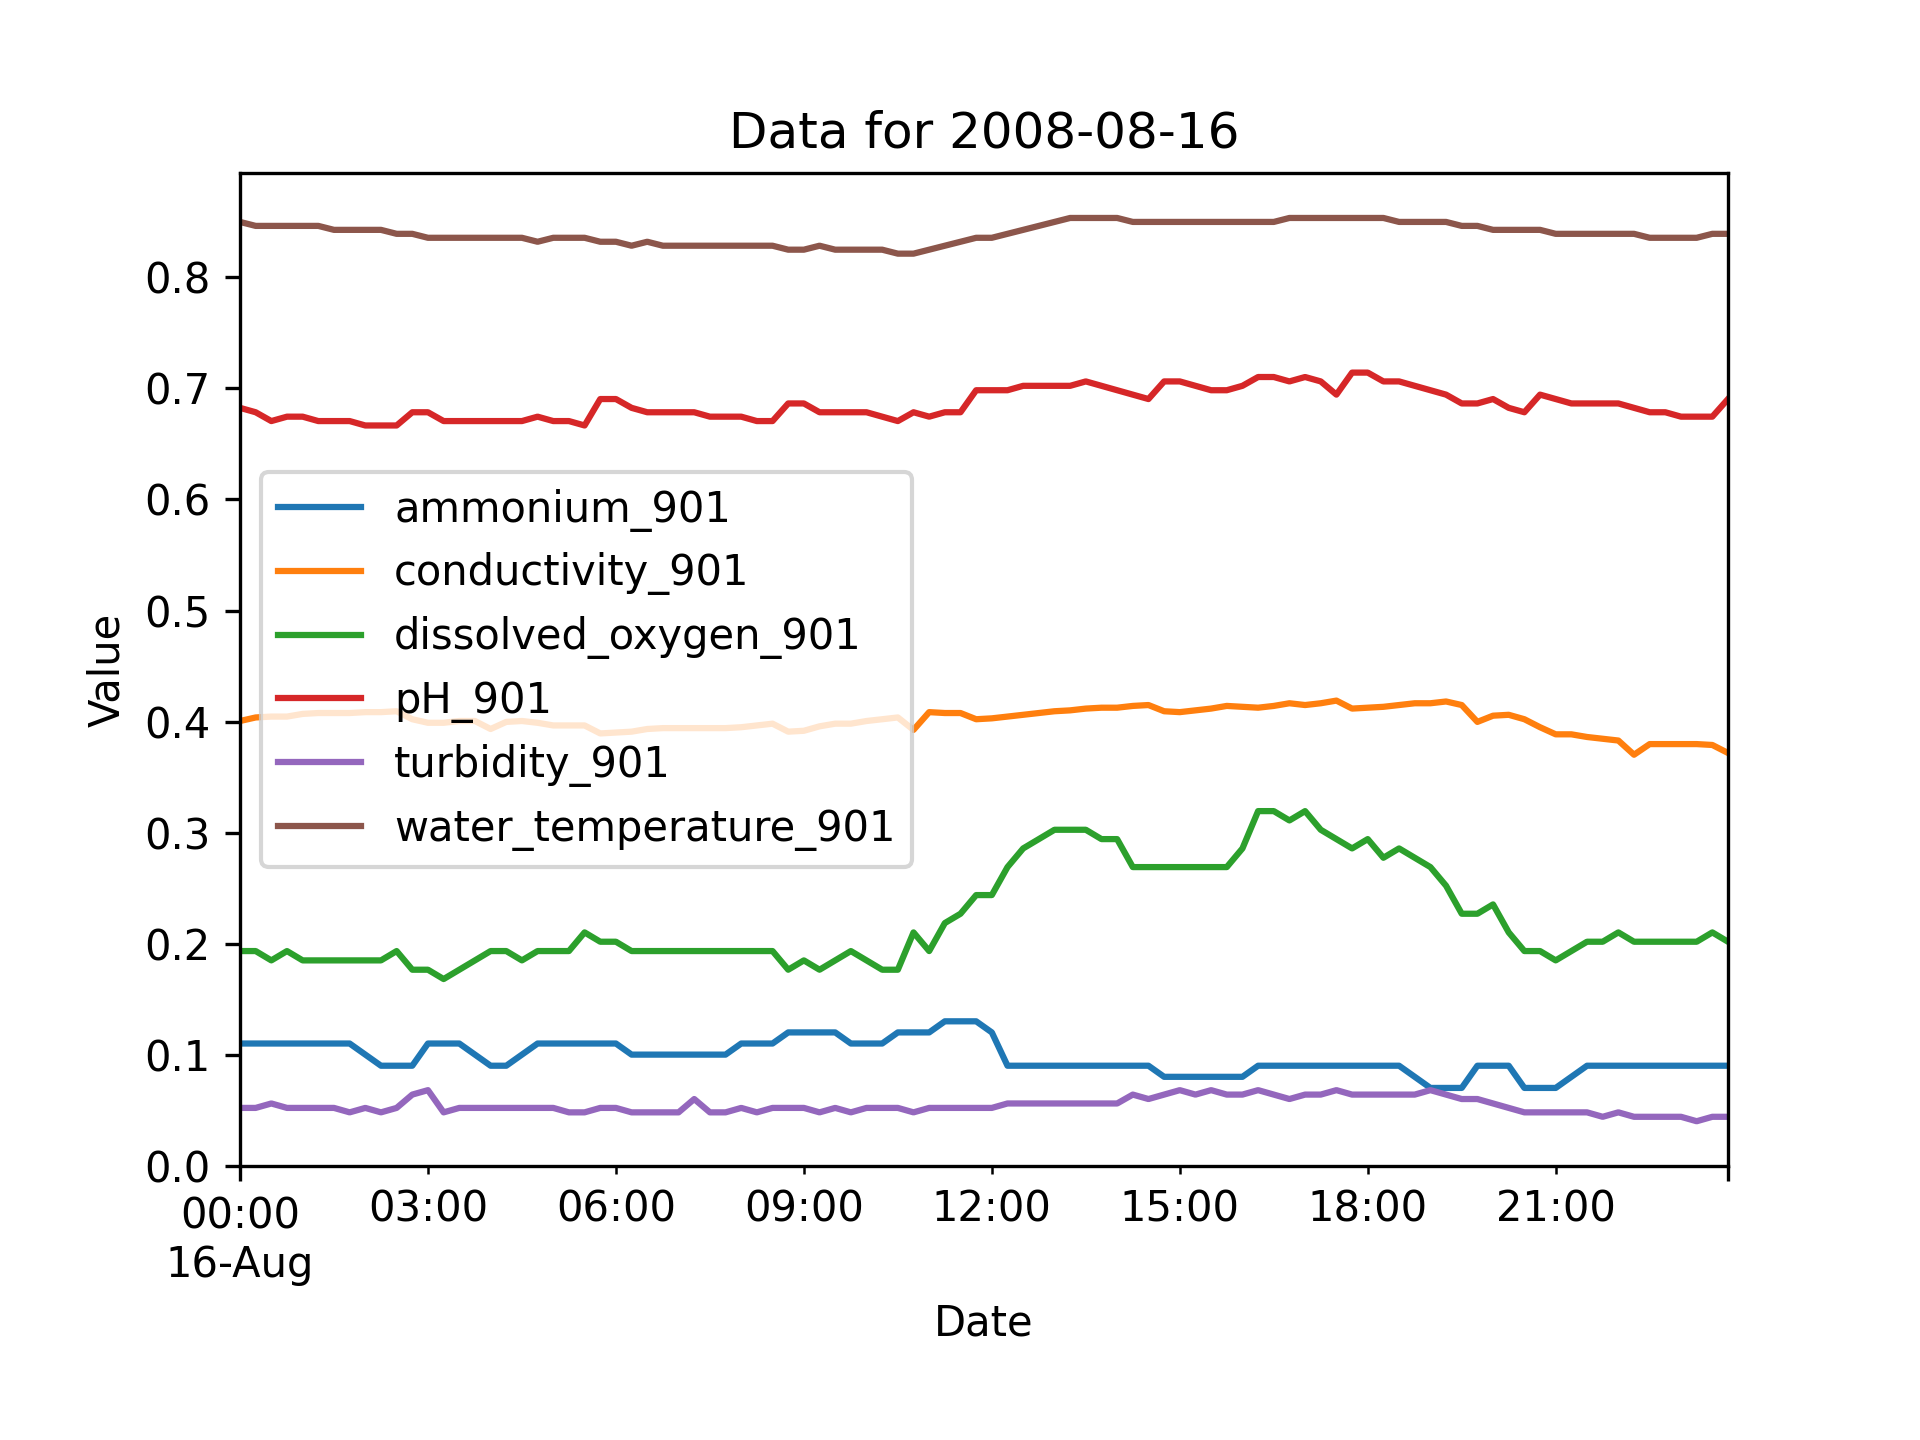 Data for 2008-08-16
Value
0.8
0.7
0.6
0.5
0.4
0.3
0.2
0.1
0.0
ammonium_901
conductivity_901
dissolved_oxygen_901
pH_901
turbidity_901
water_temperature_901
00:00 03:00 06:00 09:00 12:00 15:00 18:00 21:00
16-Aug
Date